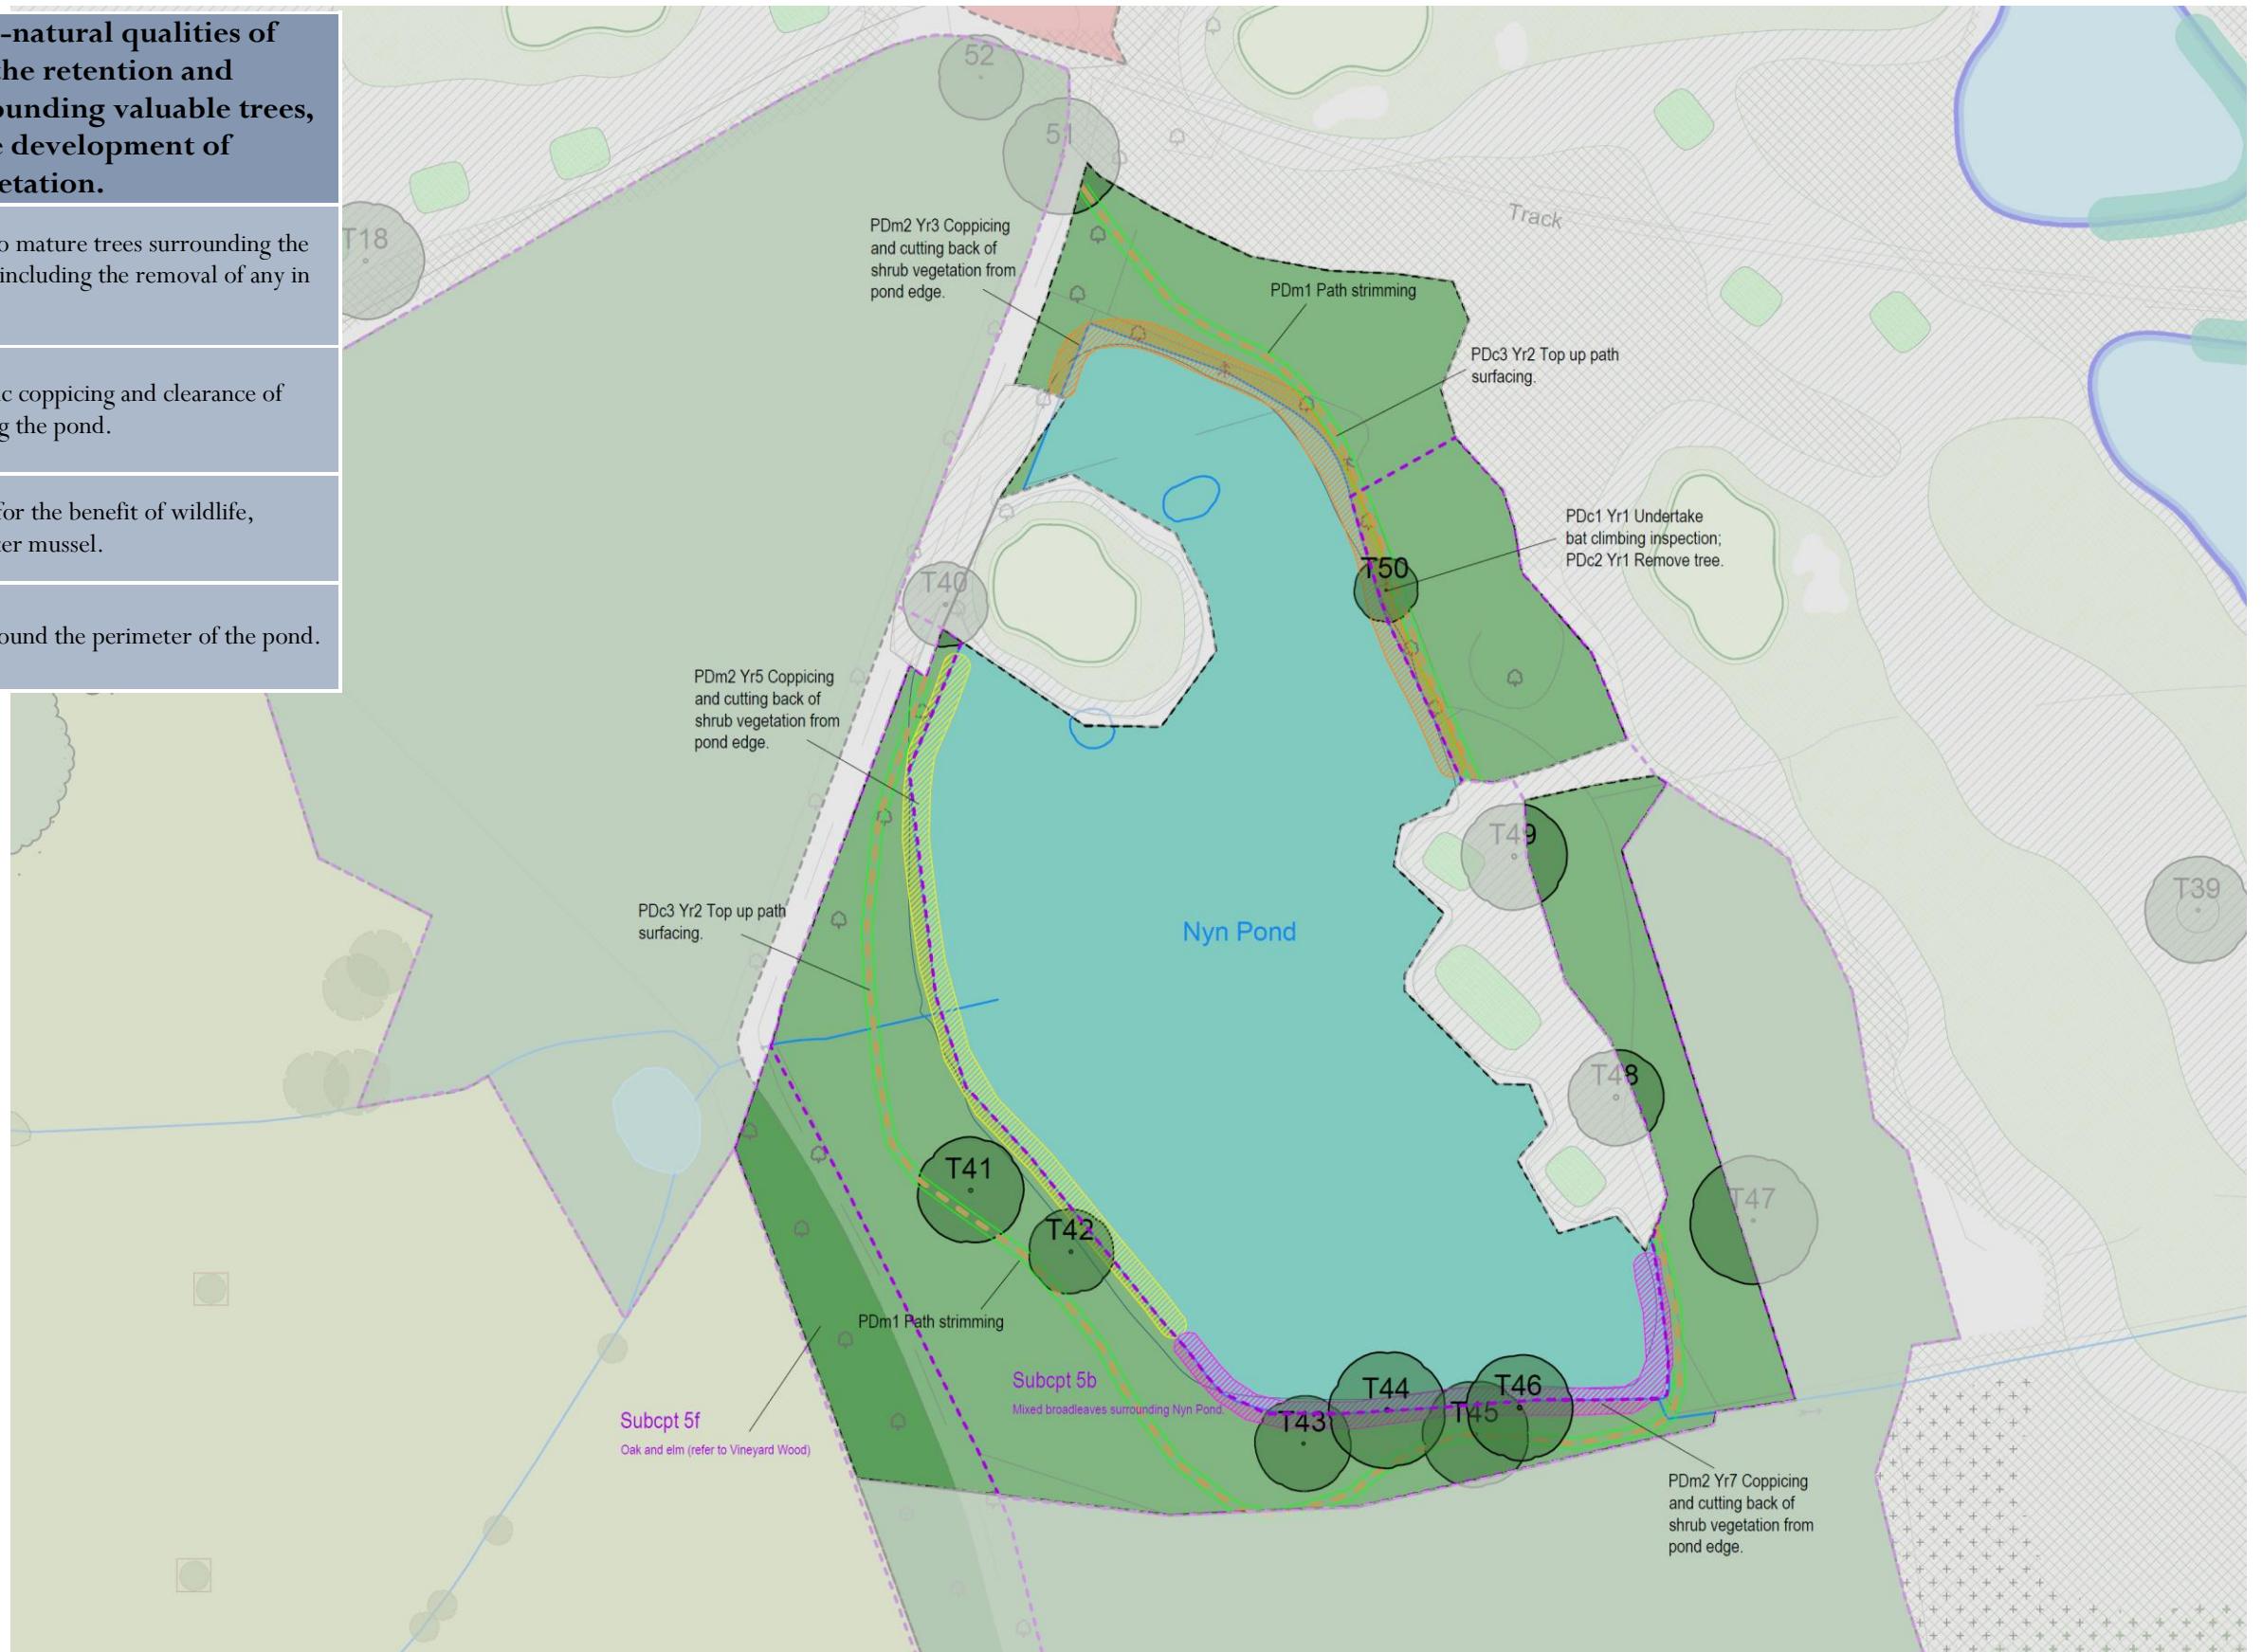 -natural qualities of
the retention and
ounding valuable trees,
e development of
etation.
o mature trees surrounding the
including the removal of any in
ic coppicing and clearance of
g the pond.
for the benefit of wildlife,
ter mussel.
ound the perimeter of the pond.
52
51
T18
Track
PDm2 Yr3 Coppicing
and cutting back of
shrub vegetation from
pond edge.
PDm1 Path strimming
PDc3 Yr2 Top up path
surfacing.
PDc1 Yr1 Undertake
bat climbing inspection;
PDc2 Yr1 Remove tree.
T50
T40
PDm2 Yr5 Coppicing
and cutting back of
shrub vegetation from
pond edge.
T49
T39
PDc3 Yr2 Top up path
surfacing.
Nyn Pond
T48
T41
T47
T42
PDm1 Path strimming
Subcpt 5b
Mixed broadleaves surrounding Nyn Pond.
T44
T46
T43
T45
Subcpt 5f
Oak and elm (refer to Vineyard Wood)
PDm2 Yr7 Coppicing
and cutting back of
shrub vegetation from
pond edge.